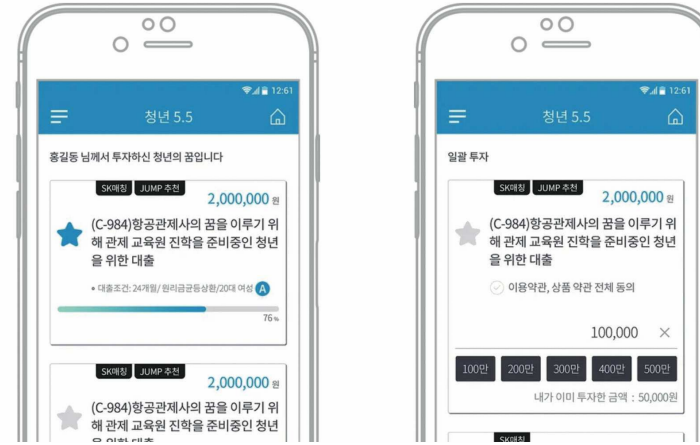 12:61
청년 5.5
홍길동 님께서 투자하신 청년의 꿈입니다
SK매칭 JUMP 추천
2,000,000 원
(C-984)항공관제사의 꿈을 이루기 위
해 관제 교육원 진학을 준비중인 청년
을 위한 대출
• 대출조건: 24개월/ 원리금균등상환/20대 여성 A
76 %
SK매칭 JUMP 추천
2,000,000 원
(C-984)항공관제사의 꿈을 이루기 위
해 관제 교육원 진학을 준비중인 청년
을 위한 대출
12:61
청년 5.5
일괄 투자
SK매칭 JUMP 추천
2,000,000 원
(C-984)항공관제사의 꿈을 이루기 위
해 관제 교육원 진학을 준비중인 청년
을 위한 대출
이용약관, 상품 약관 전체 동의
100,000 ×
100만 200만 300만 400만 500만
내가 이미 투자한 금액 : 50,000원
SK매칭